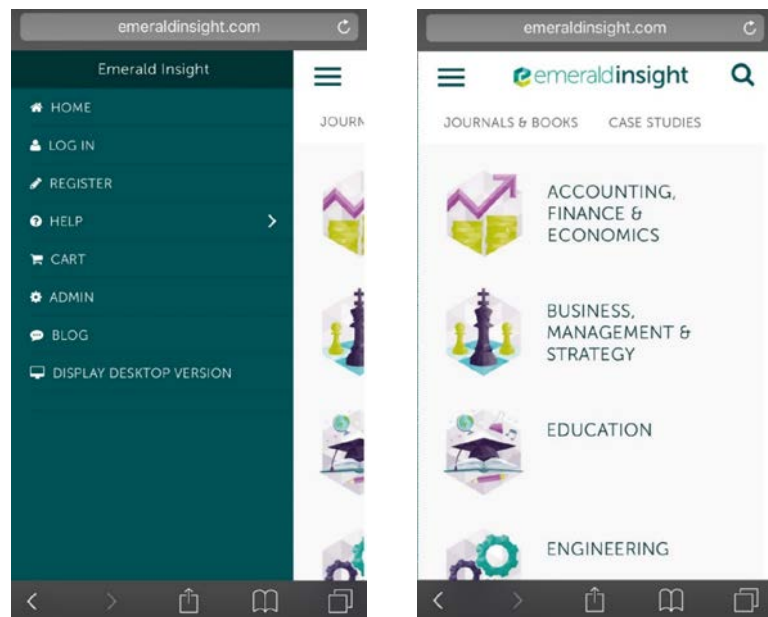 emeraldinsight.com
Emerald Insight
HOME
LOG IN
REGISTER
HELP
CART
ADMIN
BLOG
DISPLAY DESKTOP VERSION
JOURN
emeraldinsight.com
emeraldinsight
JOURNALS & BOOKS CASE STUDIES
ACCOUNTING,
FINANCE &
ECONOMICS
BUSINESS,
MANAGEMENT &
STRATEGY
EDUCATION
ENGINEERING